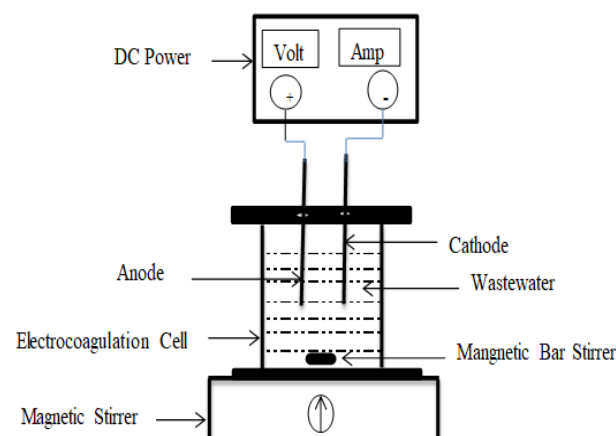 DC Power
Volt
Amp
+
-
Cathode
Anode
Wastewater
Electrocoagulation Cell
Mangnetic Bar Stirrer
Magnetic Stirrer